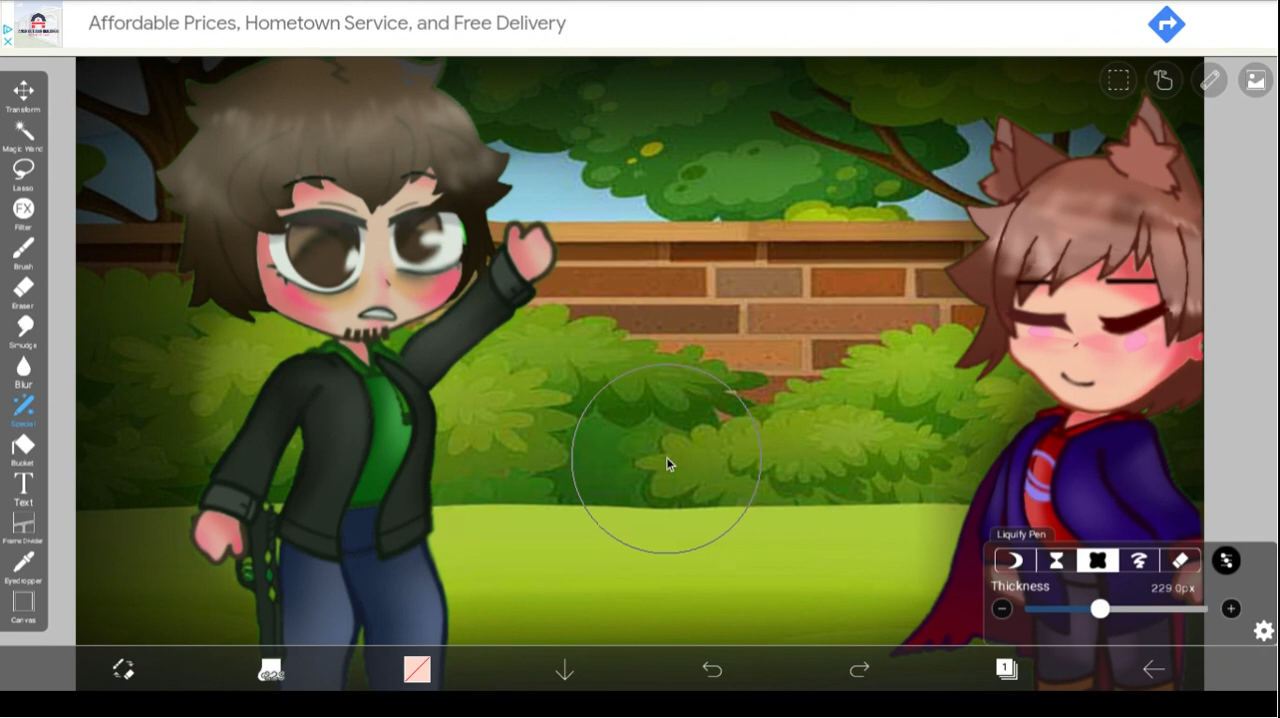 Affordable Prices, Hometown Service, and Free Delivery
Transform
Magic Wand
Lasso
FX
Filter
Brush
Eraser
Smudge
Blur
Special
Bucket
T
Text
Frame Divider
Eyedropper
Canvas
Liquify Pen
Thickness
229.0px
1